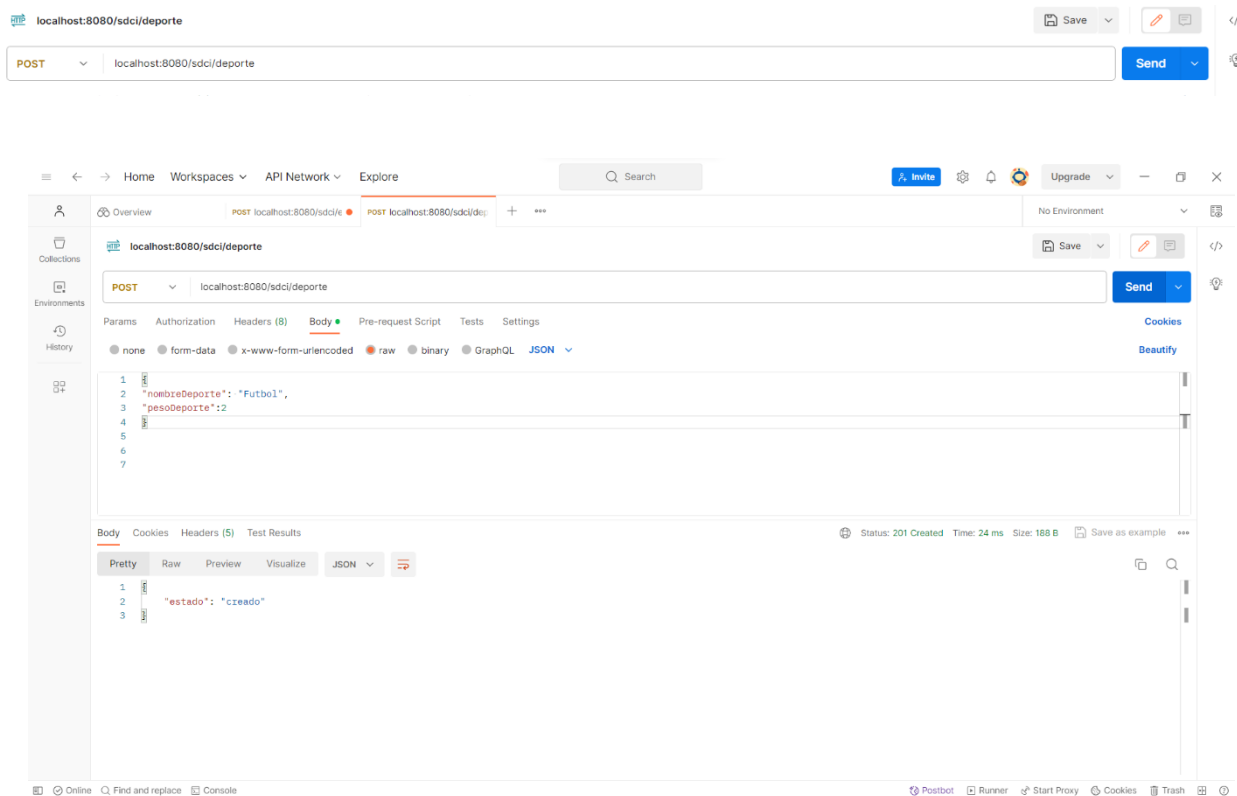 HTTP localhost:8080/sdci/deporte Save
POST localhost:8080/sdci/deporte Send
Home Workspaces API Network Explore Search Invite Upgrade
Overview POST localhost:8080/sdci/e POST localhost:8080/sdci/dep No Environment
HTTP localhost:8080/sdci/deporte Save
Collections
POST localhost:8080/sdci/deporte Send
Environments
Params Authorization Headers (8) Body Pre-request Script Tests Settings Cookies
History
none form-data x-www-form-urlencoded raw binary GraphQL JSON Beautify
1 {
2 "nombreDeporte": "Futbol",
3 "pesoDeporte":2
4 }
5
6
7
Body Cookies Headers (5) Test Results Status: 201 Created Time: 24 ms Size: 188 B Save as example
Pretty Raw Preview Visualize JSON
1 {
2 "estado": "creado"
3 }
Online Find and replace Console Postbot Runner Start Proxy Cookies Trash